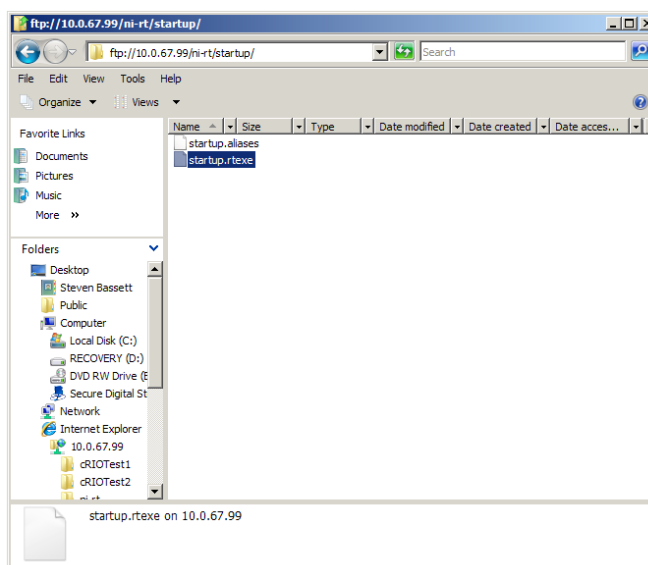 ftp://10.0.67.99/ni-rt/startup/
ftp://10.0.67.99/ni-rt/startup/ Search
File Edit View Tools Help
Organize Views
Favorite Links
Documents
Pictures
Music
More »
Name Size Type Date modified Date created Date acces...
startup.aliases
startup.rtexe
Folders
Desktop
Steven Bassett
Public
Computer
Local Disk (C:)
RECOVERY (D:)
DVD RW Drive (E
Secure Digital St
Network
Internet Explorer
10.0.67.99
cRIOTest1
cRIOTest2
ni-rt
startup.rtexe on 10.0.67.99